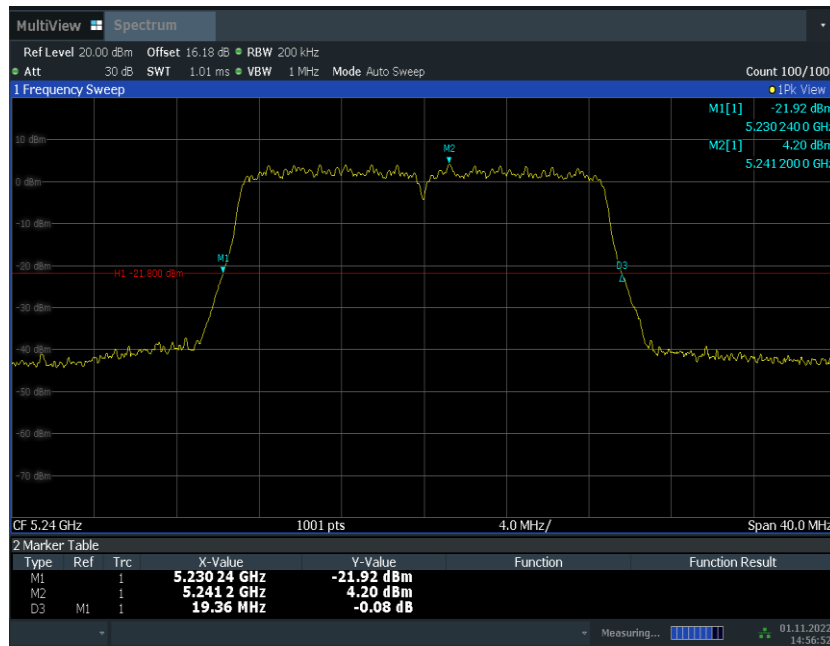 MultiView Spectrum
Ref Level 20.00 dBm Offset 16.18 dB RBW 200 kHz
Att 30 dB SWT 1.01 ms VBW 1 MHz Mode Auto Sweep Count 100/100
1 Frequency Sweep 1Pk View
M1[1] -21.92 dBm
5.230 240 0 GHz
M2[1] 4.20 dBm
5.241 200 0 GHz
10 dBm
M2
0 dBm
-10 dBm
M1
-20 dBm
D3
H1 -21.800 dBm
-30 dBm
-40 dBm
-50 dBm
-60 dBm
-70 dBm
CF 5.24 GHz 1001 pts 4.0 MHz/ Span 40.0 MHz
2 Marker Table
Type Ref Trc X-Value Y-Value Function Function Result
M1 1 5.230 24 GHz -21.92 dBm
M2 1 5.241 2 GHz 4.20 dBm
D3 M1 1 19.36 MHz -0.08 dB
Measuring... 01.11.2022
14:56:52